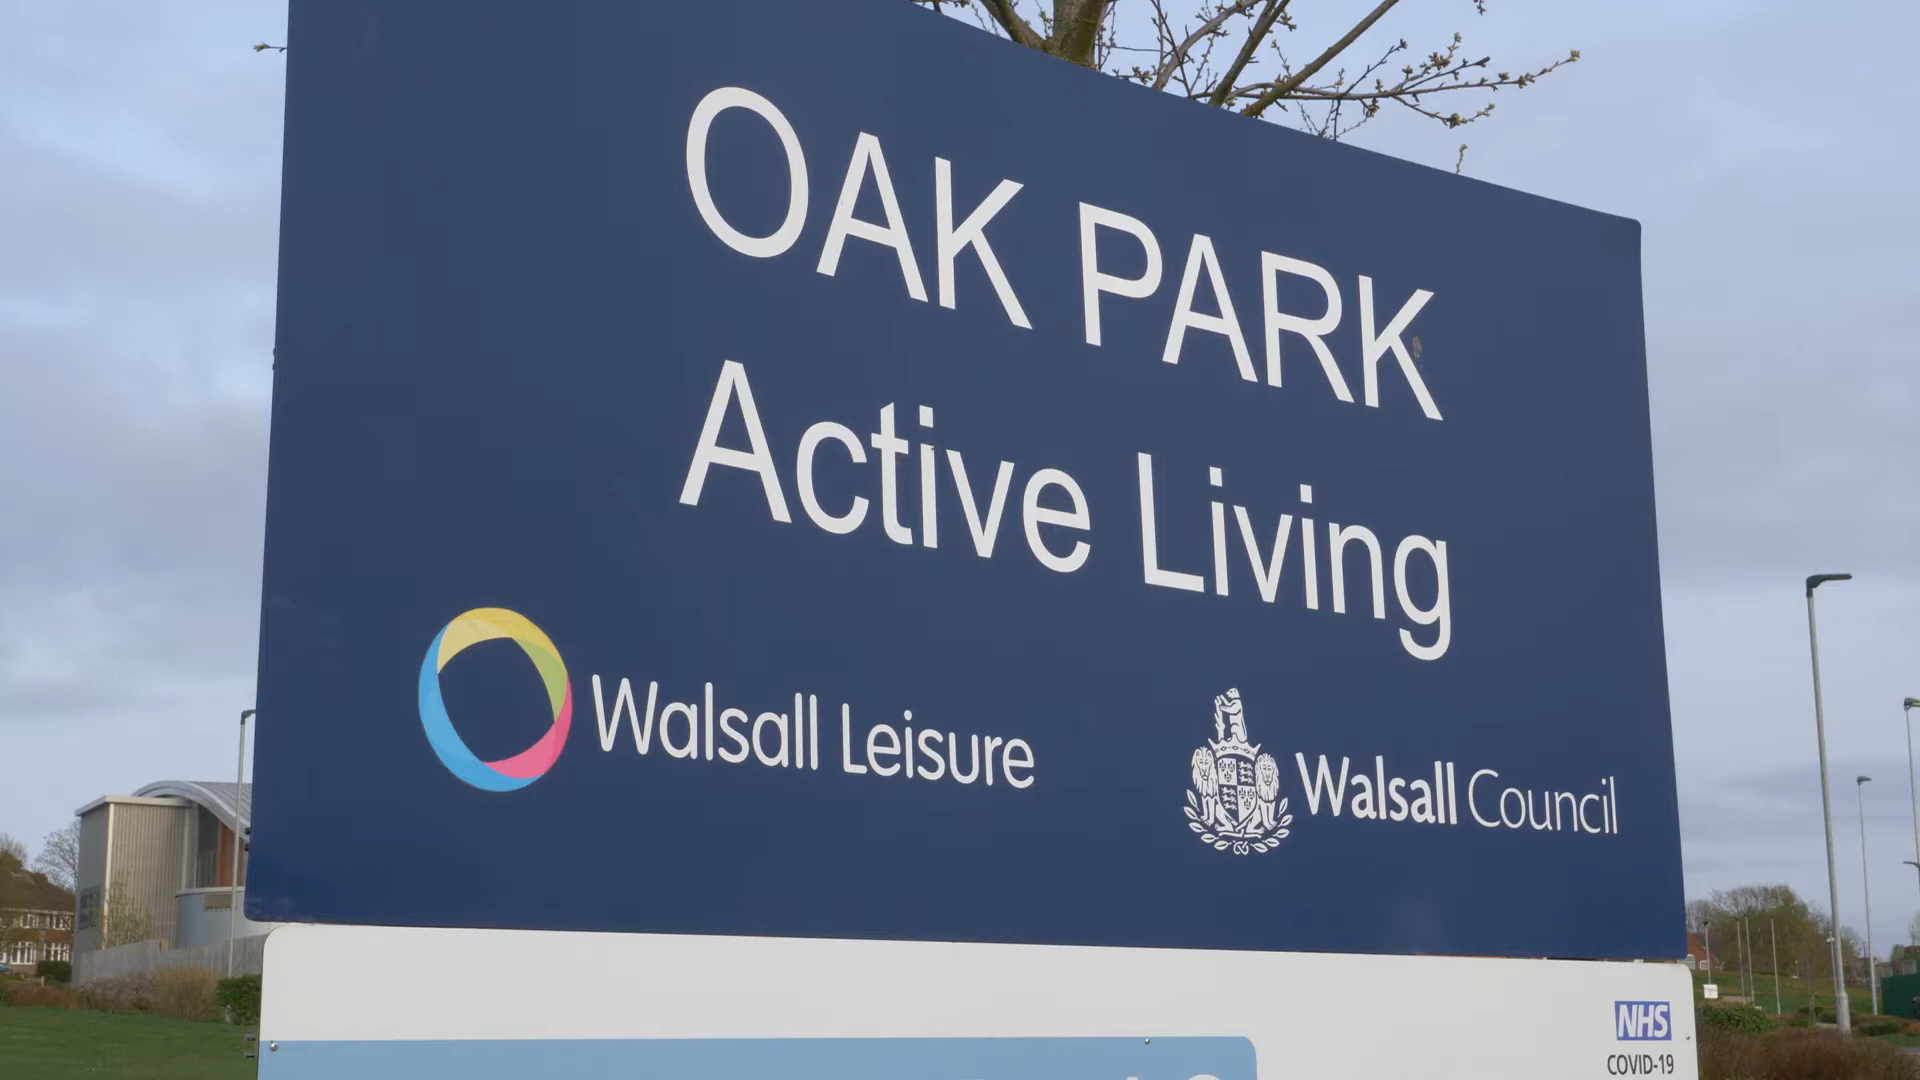 OAK PARK
Active Living
Walsall Leisure
Walsall Council
NHS
COVID-19